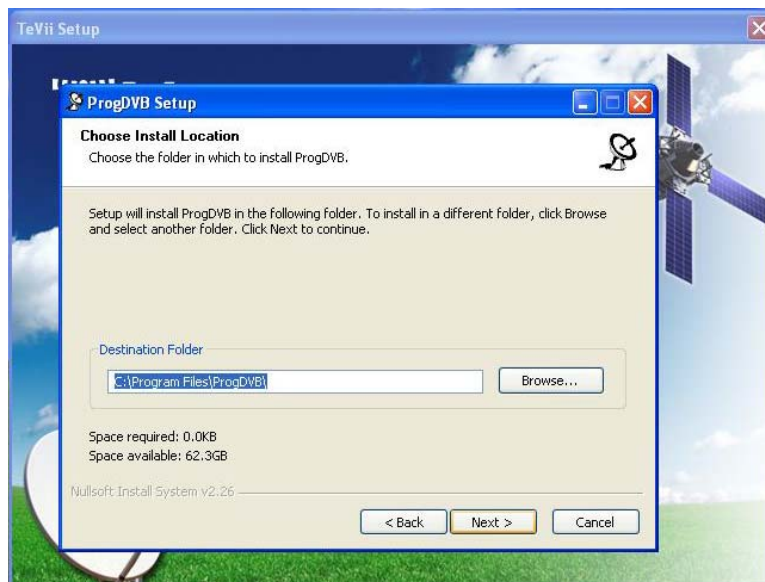 TeVii Setup
ProgDVB Setup
Choose Install Location
Choose the folder in which to install ProgDVB.
Setup will install ProgDVB in the following folder. To install in a different folder, click Browse
and select another folder. Click Next to continue.
Destination Folder
C:\Program Files\ProgDVB\
Browse...
Space required: 0.0KB
Space available: 62.3GB
Nullsoft Install System v2.26
< Back Next > Cancel